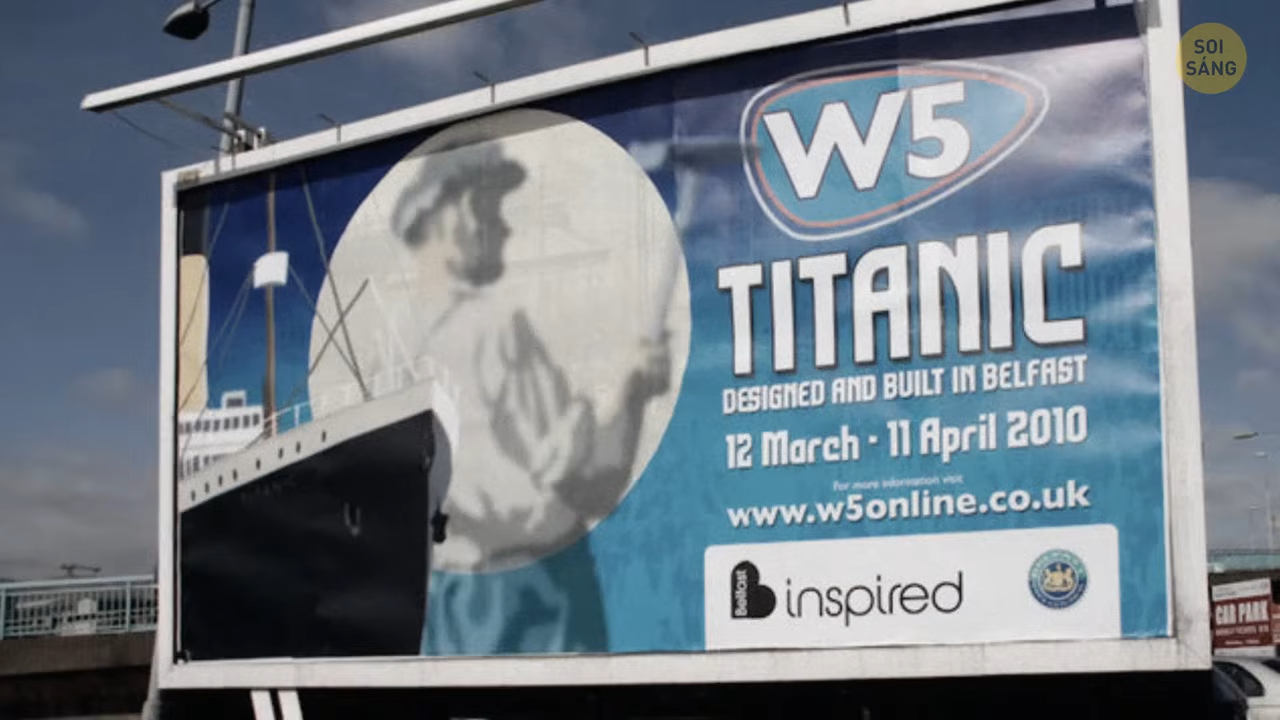 SOI
SÁNG
W5
TITANIC
DESIGNED AND BUILT IN BELFAST
12 March · 11 April 2010
For more information visit
www.w5online.co.uk
Belfast
B inspired
CAR PARK